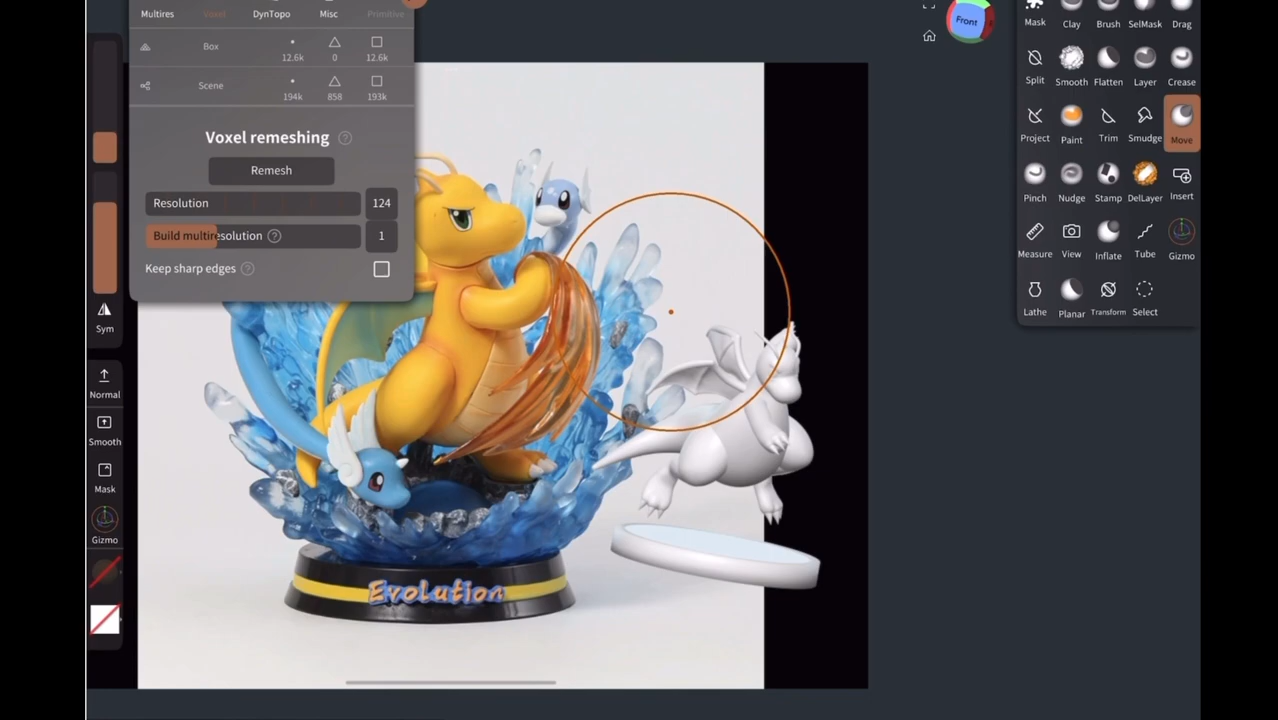 Multires Voxel DynTopo Misc Primitive
Box 12.6k 0 12.6k
Scene 194k 858 193k
Voxel remeshing ?
Remesh
Resolution 124
Build multiresolution ? 1
Keep sharp edges ?
Sym
Normal
Smooth
Mask
Gizmo
Evolution
Front
Mask Clay Brush SelMask Drag
Split Smooth Flatten Layer Crease
Project Paint Trim Smudge Move
Pinch Nudge Stamp DelLayer Insert
Measure View Inflate Tube Gizmo
Lathe Planar Transform Select